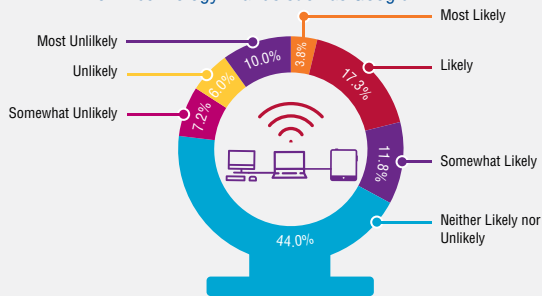 Most Likely
Most Unlilkely
10.0%
3.8%
Unlikely
6.0%
17.3%
Likely
Somewhat Unlikely
7.2%
11.8%
Somewhat Likely
44.0%
Neither Likely nor
Unlikely